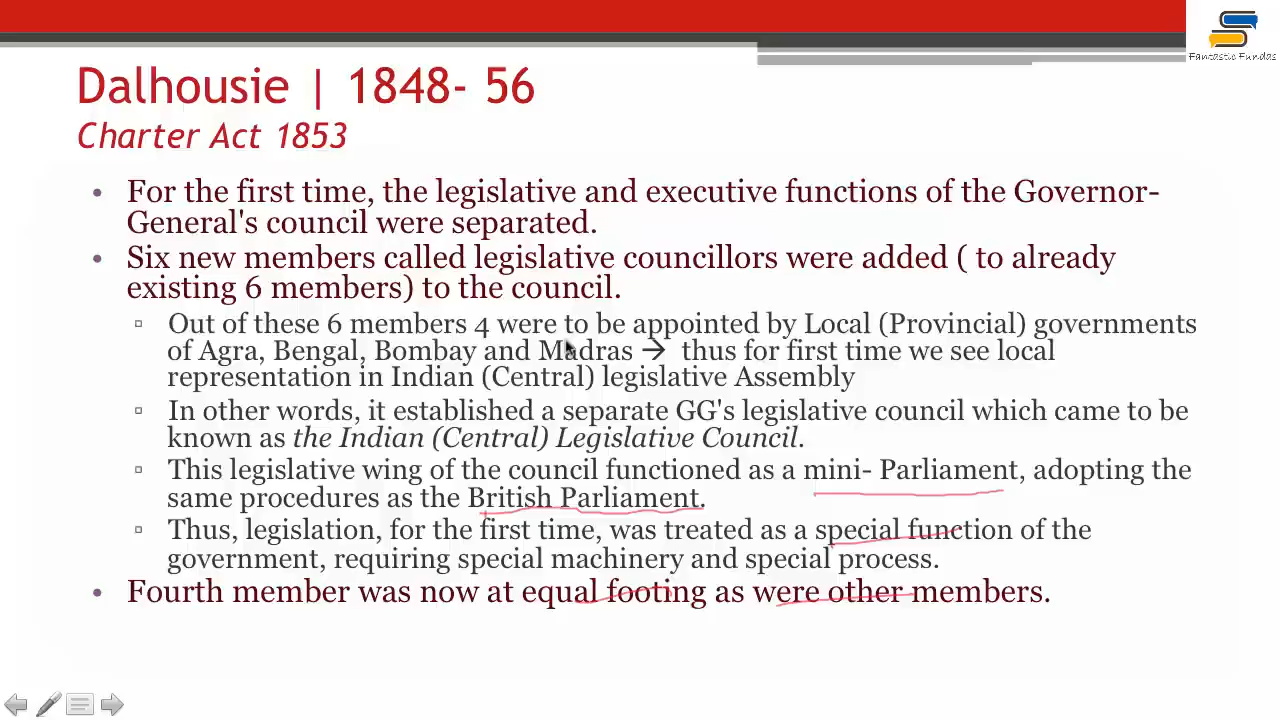 Fantastic Fundas
Dalhousie | 1848- 56
Charter Act 1853
• For the first time, the legislative and executive functions of the Governor-
General's council were separated.
• Six new members called legislative councillors were added ( to already
existing 6 members) to the council.
▫ Out of these 6 members 4 were to be appointed by Local (Provincial) governments
of Agra, Bengal, Bombay and Madras → thus for first time we see local
representation in Indian (Central) legislative Assembly
▫ In other words, it established a separate GG's legislative council which came to be
known as the Indian (Central) Legislative Council.
▫ This legislative wing of the council functioned as a mini- Parliament, adopting the
same procedures as the British Parliament.
▫ Thus, legislation, for the first time, was treated as a special function of the
government, requiring special machinery and special process.
• Fourth member was now at equal footing as were other members.